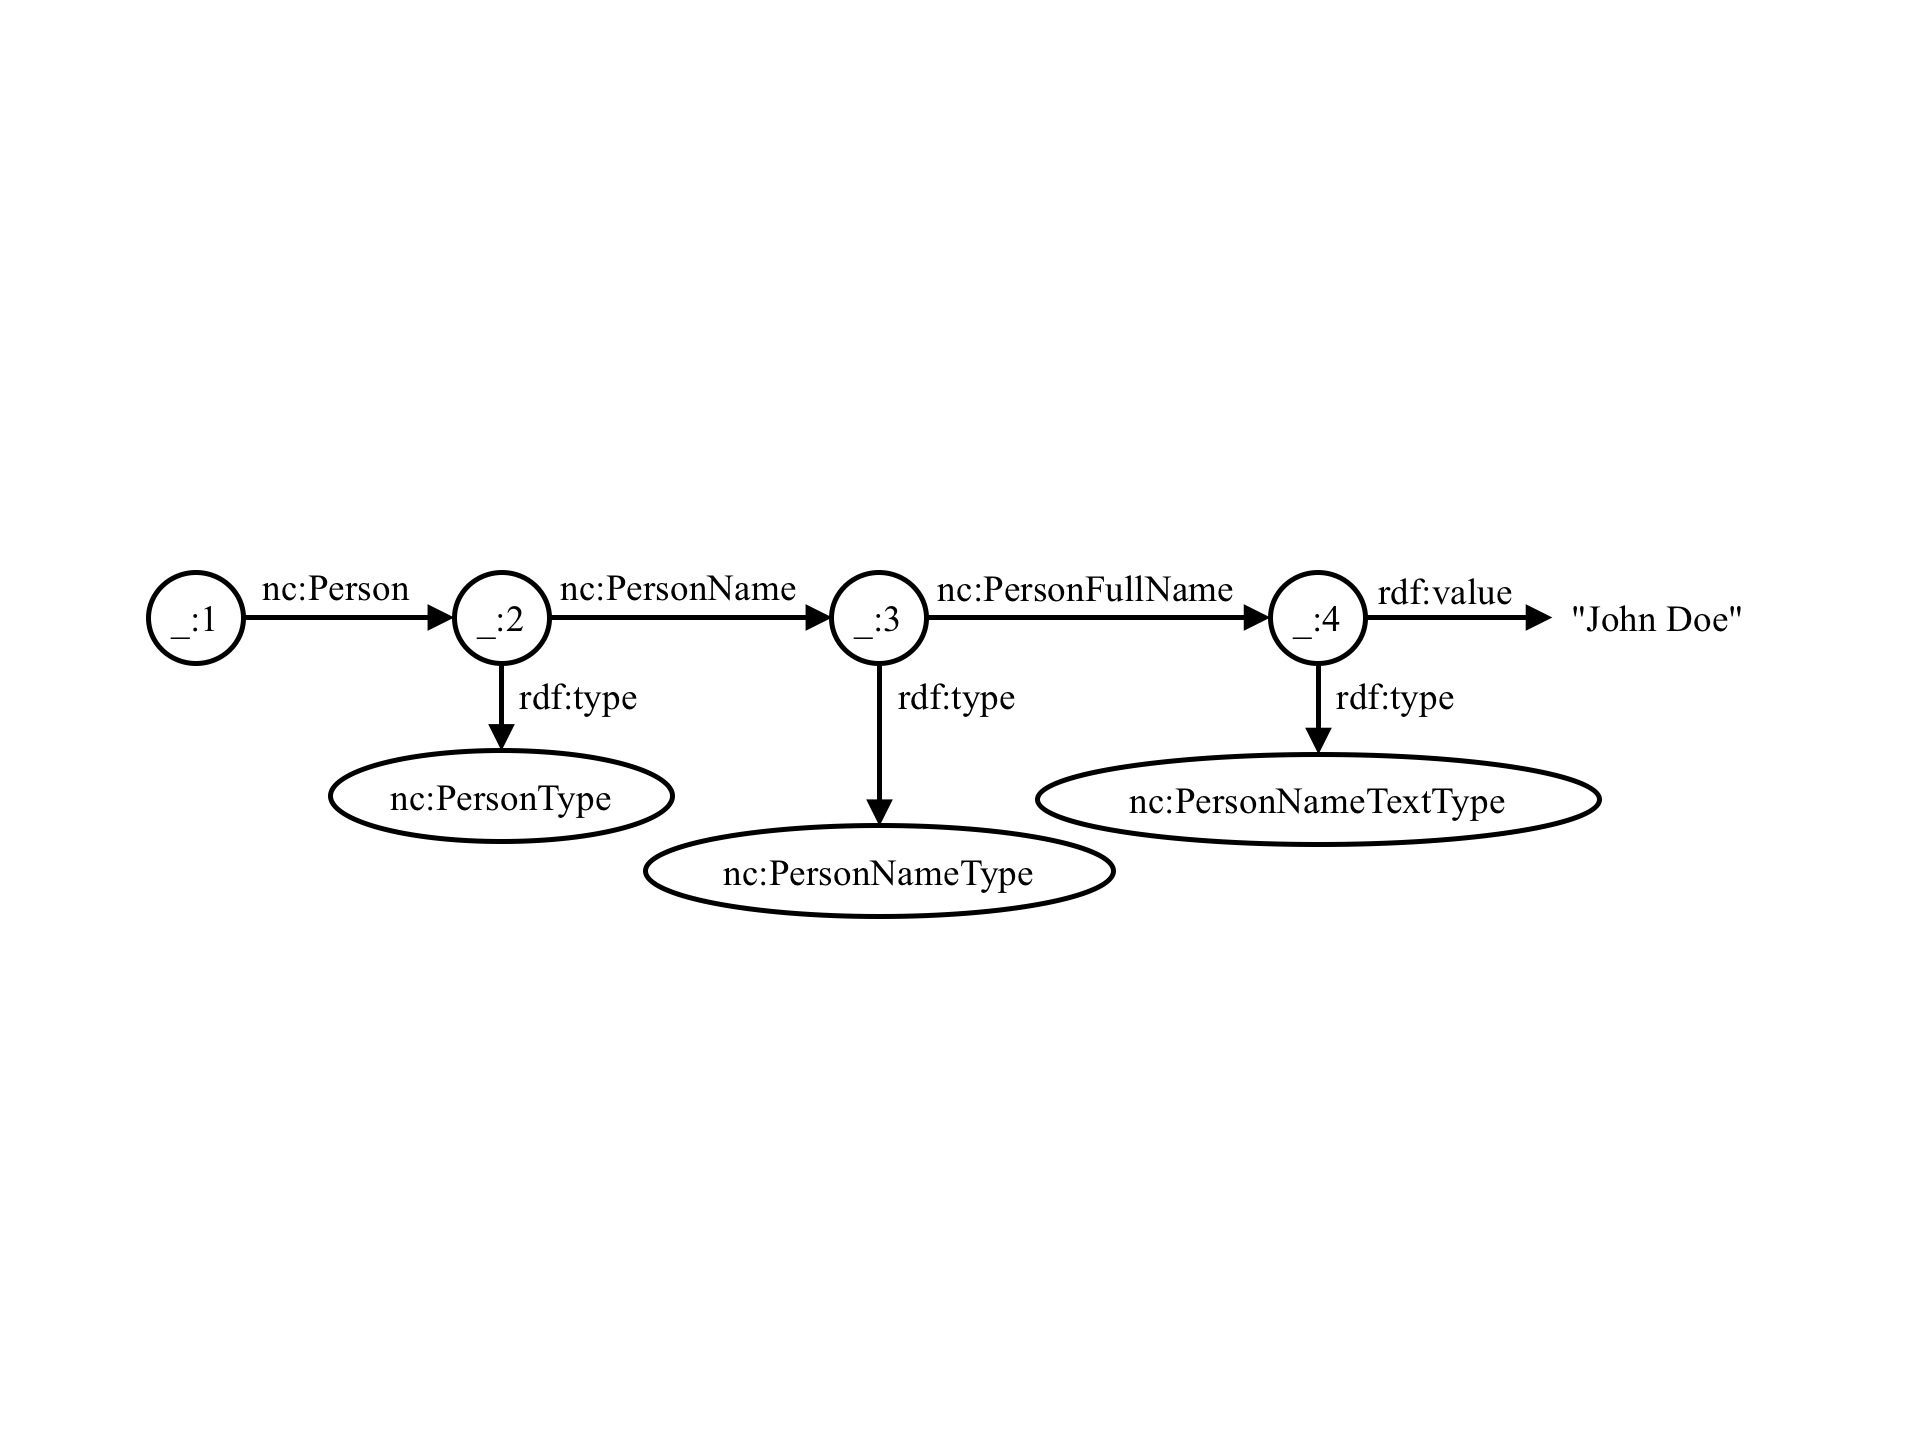 nc:Person
nc:PersonName
nc:PersonFullName
rdf:value
_:1
_:2
_:3
_:4
"John Doe"
rdf:type
rdf:type
rdf:type
nc:PersonType
nc:PersonNameTextType
nc:PersonNameType